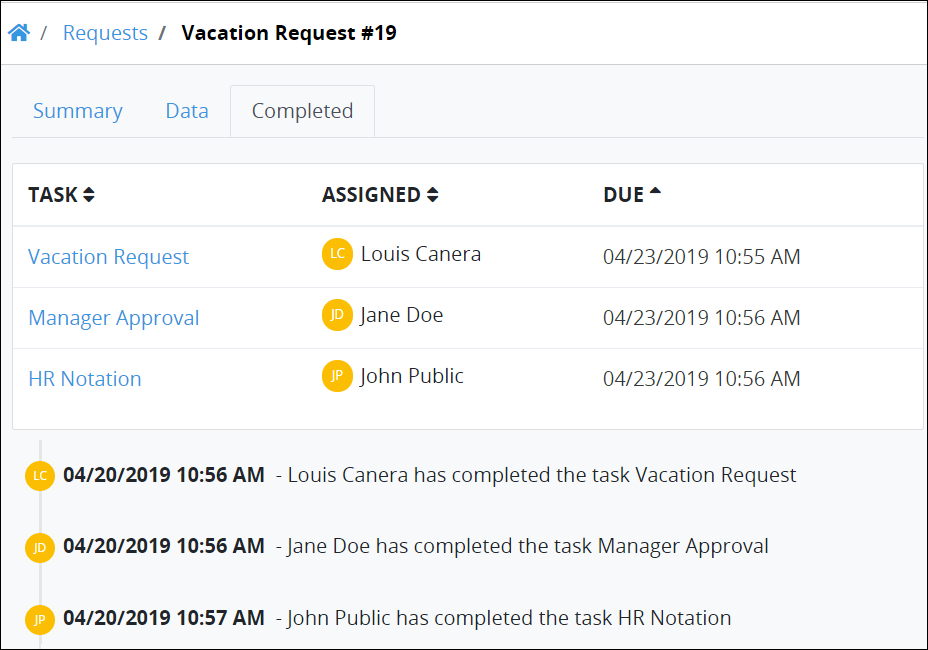 / Requests / Vacation Request #19
Summary Data Completed
TASK ASSIGNED DUE
Vacation Request LC Louis Canera 04/23/2019 10:55 AM
Manager Approval JD Jane Doe 04/23/2019 10:56 AM
HR Notation JP John Public 04/23/2019 10:56 AM
LC 04/20/2019 10:56 AM - Louis Canera has completed the task Vacation Request
JD 04/20/2019 10:56 AM - Jane Doe has completed the task Manager Approval
JP 04/20/2019 10:57 AM - John Public has completed the task HR Notation